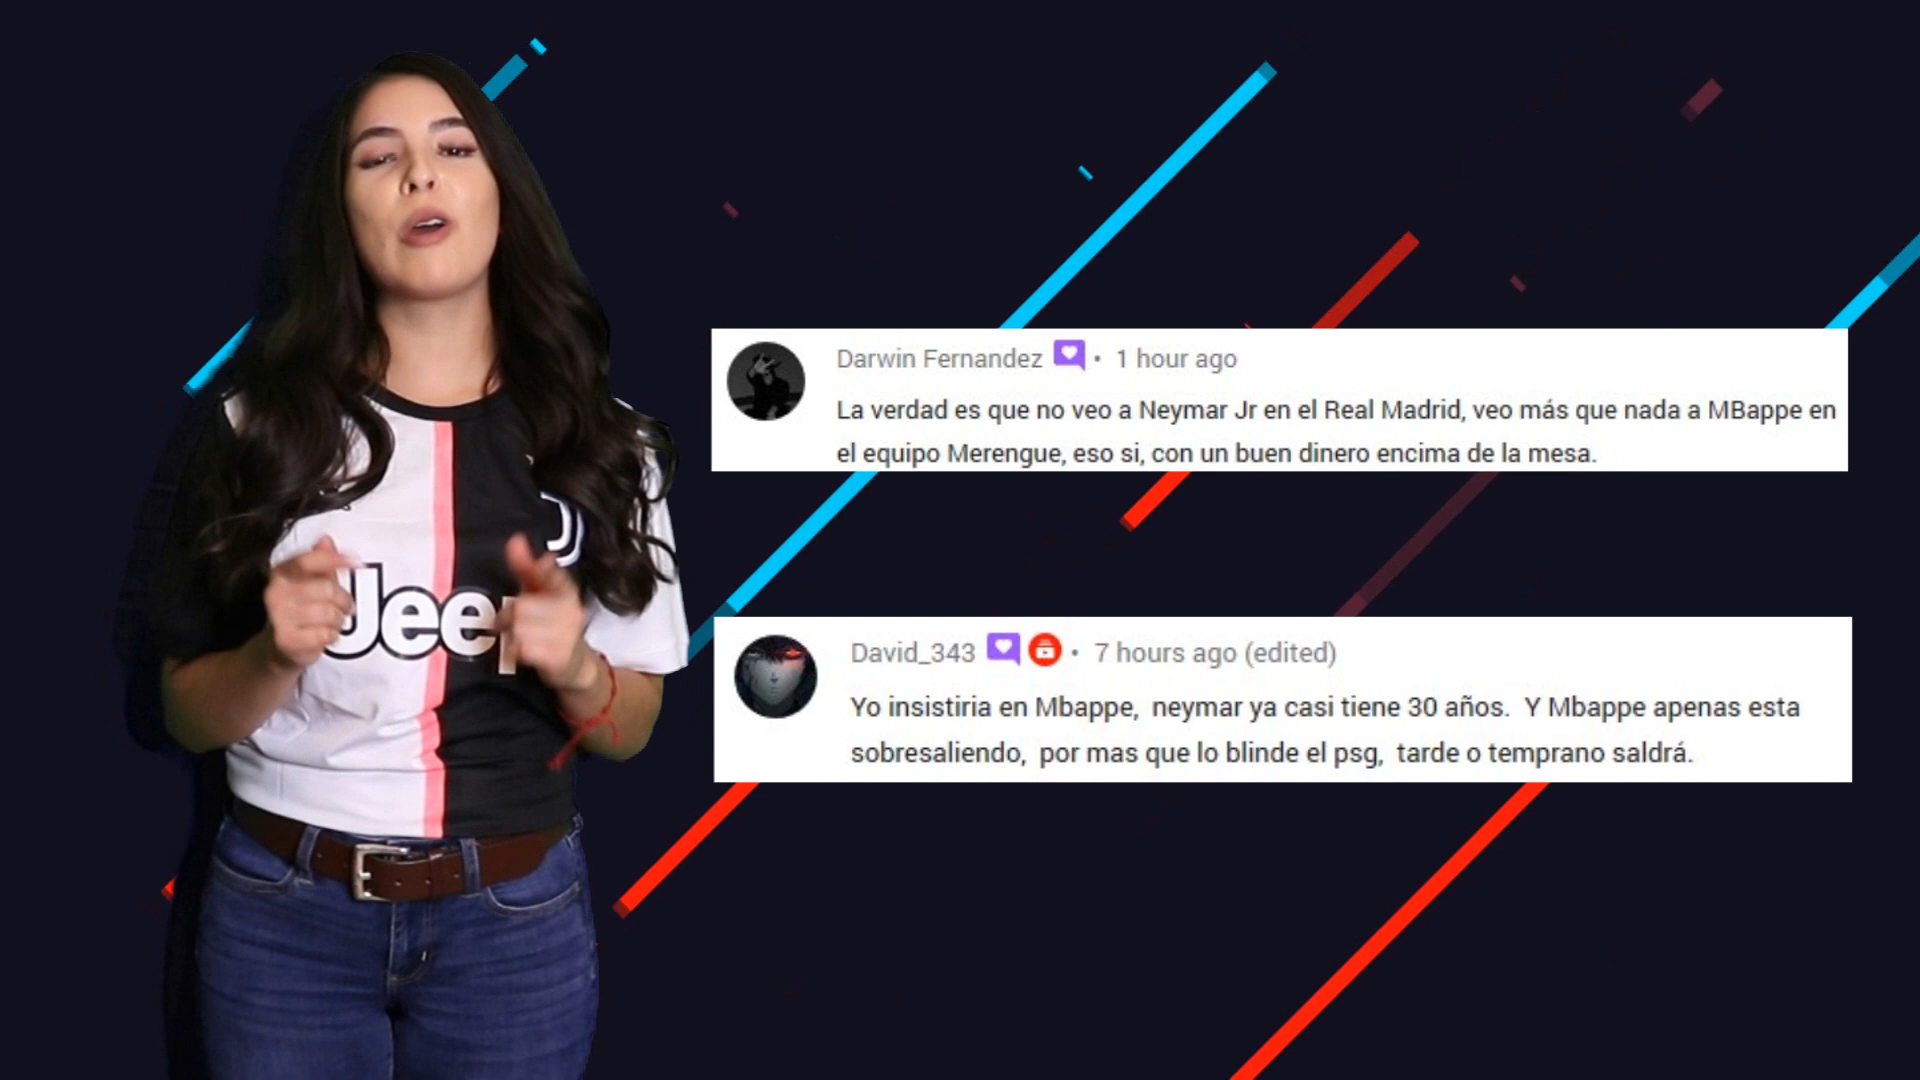 Darwin Fernandez • 1 hour ago
La verdad es que no veo a Neymar Jr en el Real Madrid, veo más que nada a MBappe en
el equipo Merengue, eso si, con un buen dinero encima de la mesa.
Jeep
David_343 • 7 hours ago (edited)
Yo insistiria en Mbappe, neymar ya casi tiene 30 años. Y Mbappe apenas esta
sobresaliendo, por mas que lo blinde el psg, tarde o temprano saldrá.